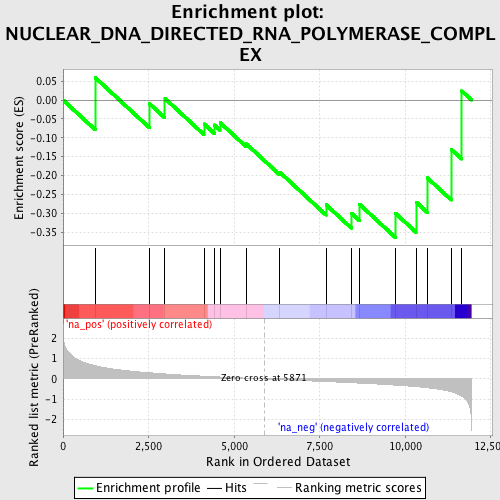 Enrichment plot:
NUCLEAR_DNA_DIRECTED_RNA_POLYMERASE_COMPL
EX
Enrichment score (ES)
0.05
0.00
-0.05
-0.10
-0.15
-0.20
-0.25
-0.30
-0.35
'na_pos' (positively correlated)
Ranked list metric (PreRanked)
2
1
0
-1
-2
Zero cross at 5871
'na_neg' (negatively correlated)
0
2,500
5,000
7,500
10,000
12,500
Rank in Ordered Dataset
Enrichment profile
Hits
Ranking metric scores